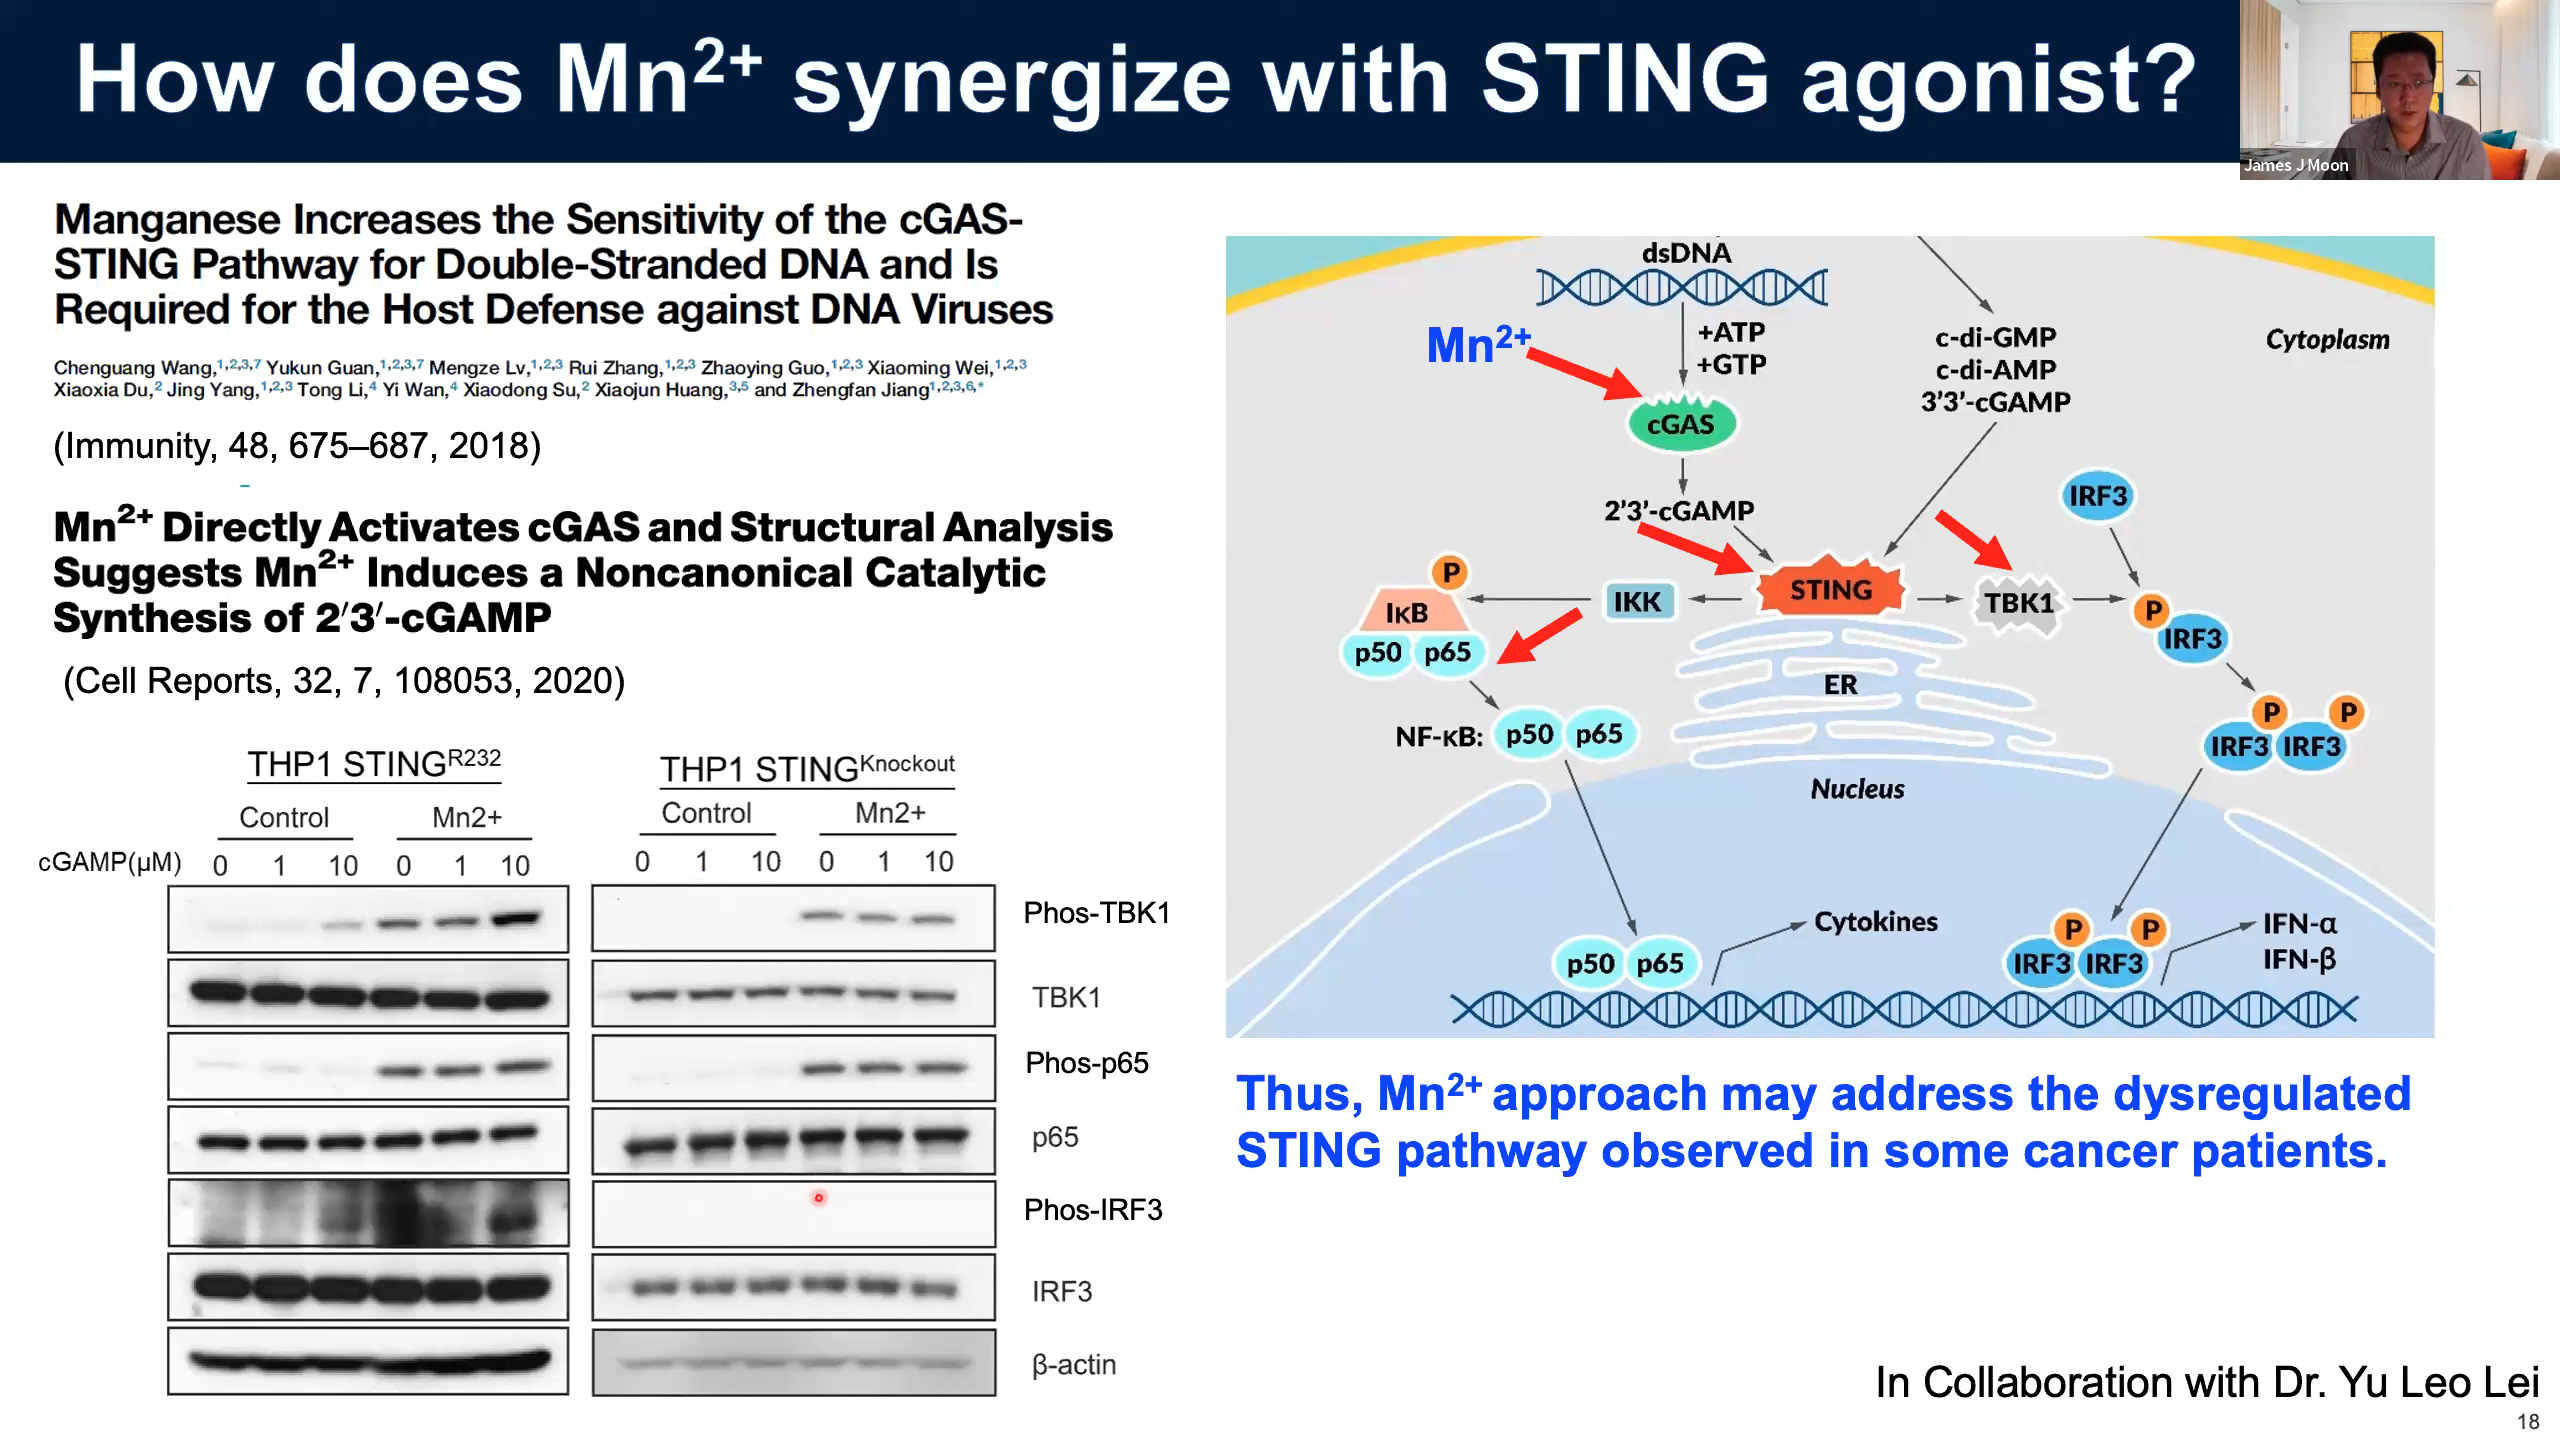 How does Mn2+ synergize with STING agonist?
James J Moon
Manganese Increases the Sensitivity of the cGAS-
STING Pathway for Double-Stranded DNA and Is
Required for the Host Defense against DNA Viruses
Chenguang Wang,1,2,3,7 Yukun Guan,1,2,3,7 Mengze Lv,1,2,3 Rui Zhang,1,2,3 Zhaoying Guo,1,2,3 Xiaoming Wei,1,2,3
Xiaoxia Du,2 Jing Yang,1,2,3 Tong Li,4 Yi Wan,4 Xiaodong Su,2 Xiaojun Huang,3,5 and Zhengfan Jiang1,2,3,6,*
(Immunity, 48, 675–687, 2018)
Mn2+ Directly Activates cGAS and Structural Analysis
Suggests Mn2+ Induces a Noncanonical Catalytic
Synthesis of 2′3′-cGAMP
(Cell Reports, 32, 7, 108053, 2020)
THP1 STINGR232
Control Mn2+
cGAMP(μM) 0 1 10 0 1 10
THP1 STINGKnockout
Control Mn2+
0 1 10 0 1 10
Phos-TBK1
TBK1
Phos-p65
p65
Phos-IRF3
IRF3
β-actin
dsDNA
Mn2+
+ATP
+GTP
cGAS
2’3’-cGAMP
c-di-GMP
c-di-AMP
3’3’-cGAMP
Cytoplasm
IRF3
P
IκB
p50 p65
IKK
STING
TBK1
P
IRF3
ER
NF-κB: p50 p65
P P
IRF3 IRF3
Nucleus
p50 p65
Cytokines
P P
IRF3 IRF3
IFN-α
IFN-β
Thus, Mn2+ approach may address the dysregulated
STING pathway observed in some cancer patients.
In Collaboration with Dr. Yu Leo Lei
18